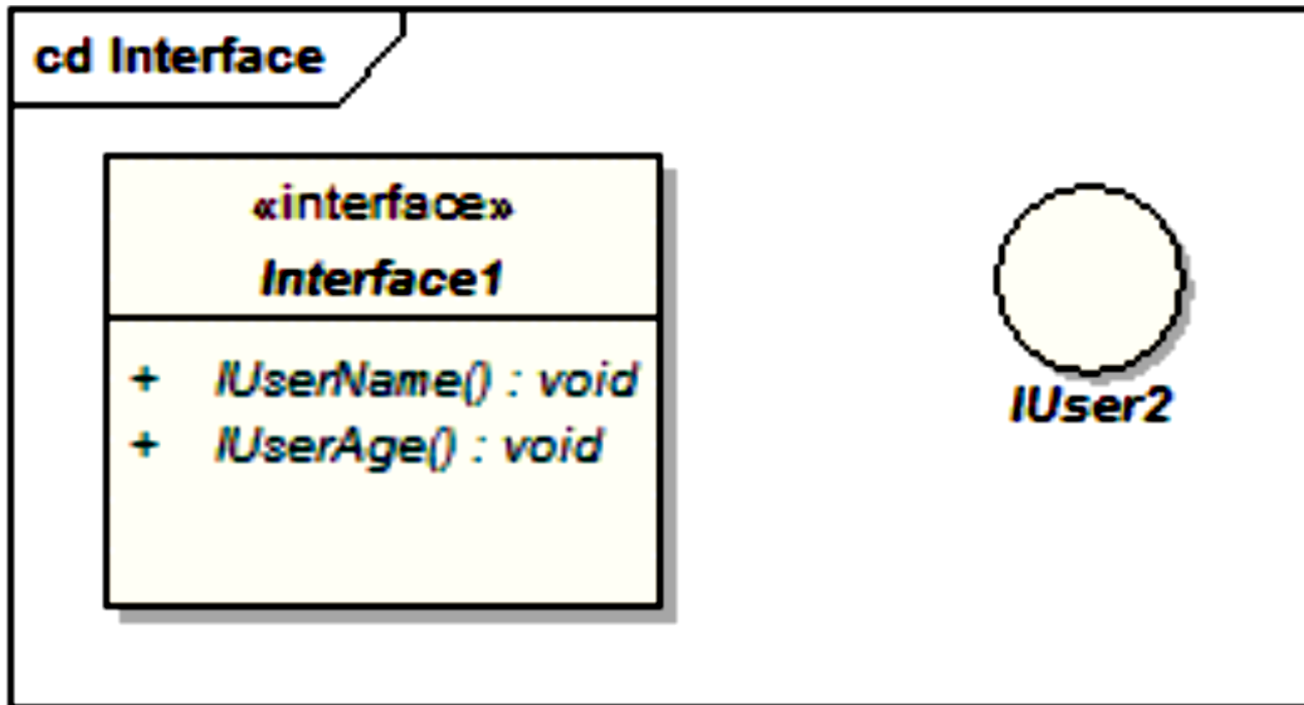 cd Interface
«interface»
Interface1
+ IUserName() : void
+ IUserAge() : void
IUser2